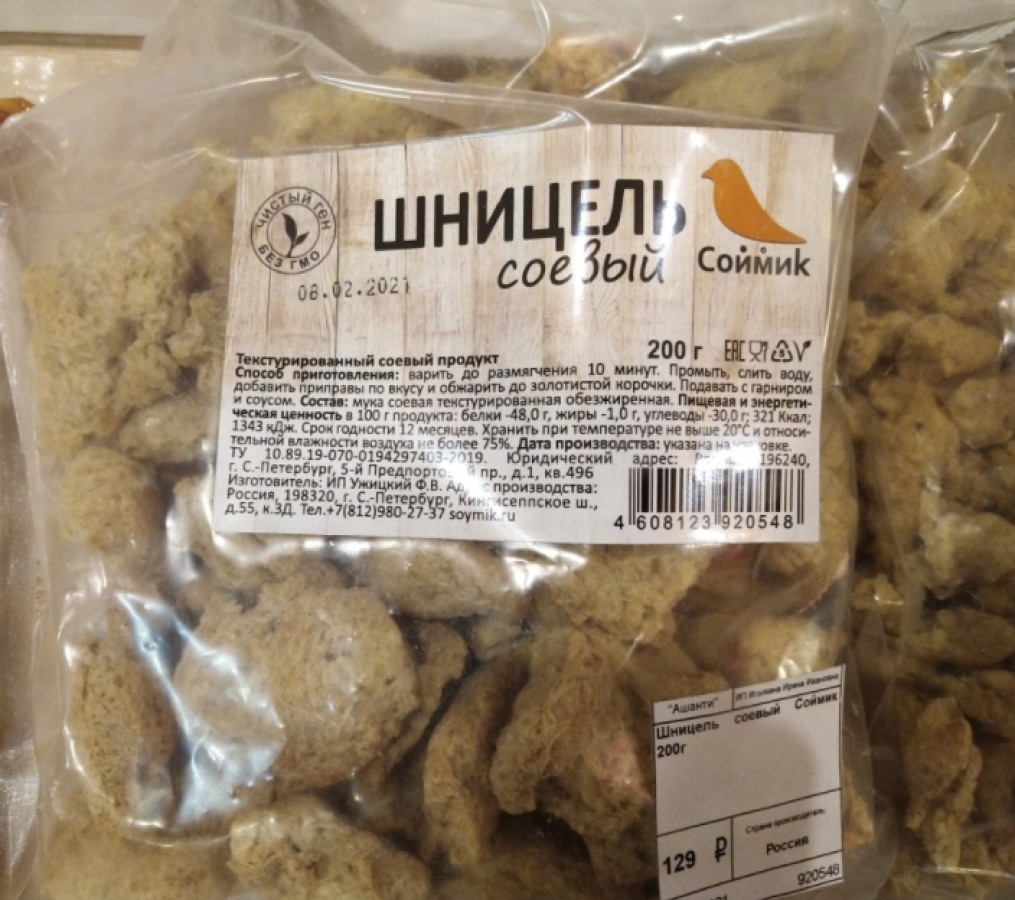 ЧИСТЫЙ ГЕН
БЕЗ ГМО
ШНИЦЕЛЬ
соевый
Соймик
08.02.2021
200 г
EAC
Текстурированный соевый продукт
Способ приготовления: варить до размягчения 10 минут. Промыть, слить воду,
добавить приправы по вкусу и обжарить до золотистой корочки. Подавать с гарниром
и соусом. Состав: мука соевая текстурированная обезжиренная. Пищевая и энергети-
ческая ценность в 100 г продукта: белки -48,0 г, жиры -1,0 г, углеводы -30,0 г; 321 Ккал;
1343 кДж. Срок годности 12 месяцев. Хранить при температуре не выше 20°С и относи-
тельной влажности воздуха не более 75%. Дата производства: указана на упаковке.
ТУ 10.89.19-070-0194297403-2019. Юридический адрес: 196240,
г. С.-Петербург, 5-й Предпортовый пр., д.1, кв.496
Изготовитель: ИП Ужицкий Ф.В. Адрес производства:
Россия, 198320, г. С.-Петербург, Кингисеппское ш.,
д.55, к.3Д. Тел.+7(812)980-27-37 soymik.ru
4 608123 920548
"Ашанти" ИП Иголкина Ирина Ивановна
Шницель соевый Соймик
200г
Страна производитель:
129 ₽ Россия
920548